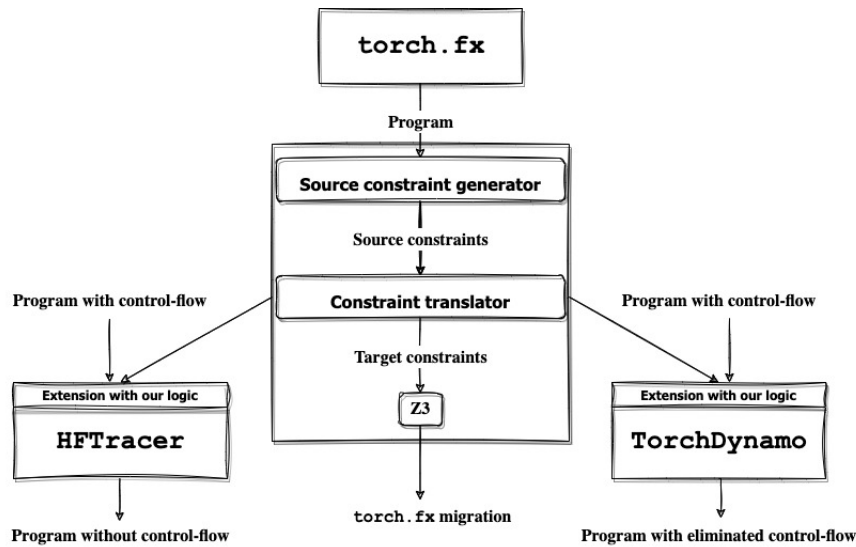 torch.fx
Program
Source constraint generator
Source constraints
Program with control-flow
Constraint translator
Program with control-flow
Target constraints
Extension with our logic
Z3
Extension with our logic
HFTracer
TorchDynamo
torch.fx migration
Program without control-flow
Program with eliminated control-flow